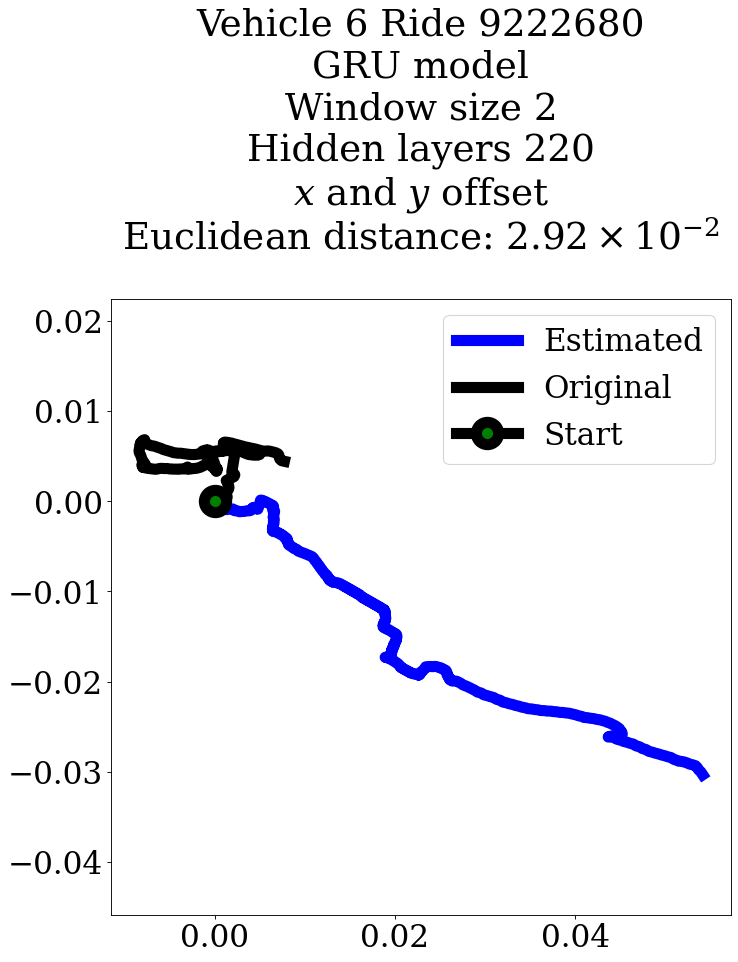 Vehicle 6 Ride 9222680
GRU model
Window size 2
Hidden layers 220
x and y offset
Euclidean distance: 2.92 × 10⁻²
Estimated
Original
Start
0.02
0.01
0.00
−0.01
−0.02
−0.03
−0.04
0.00 0.02 0.04